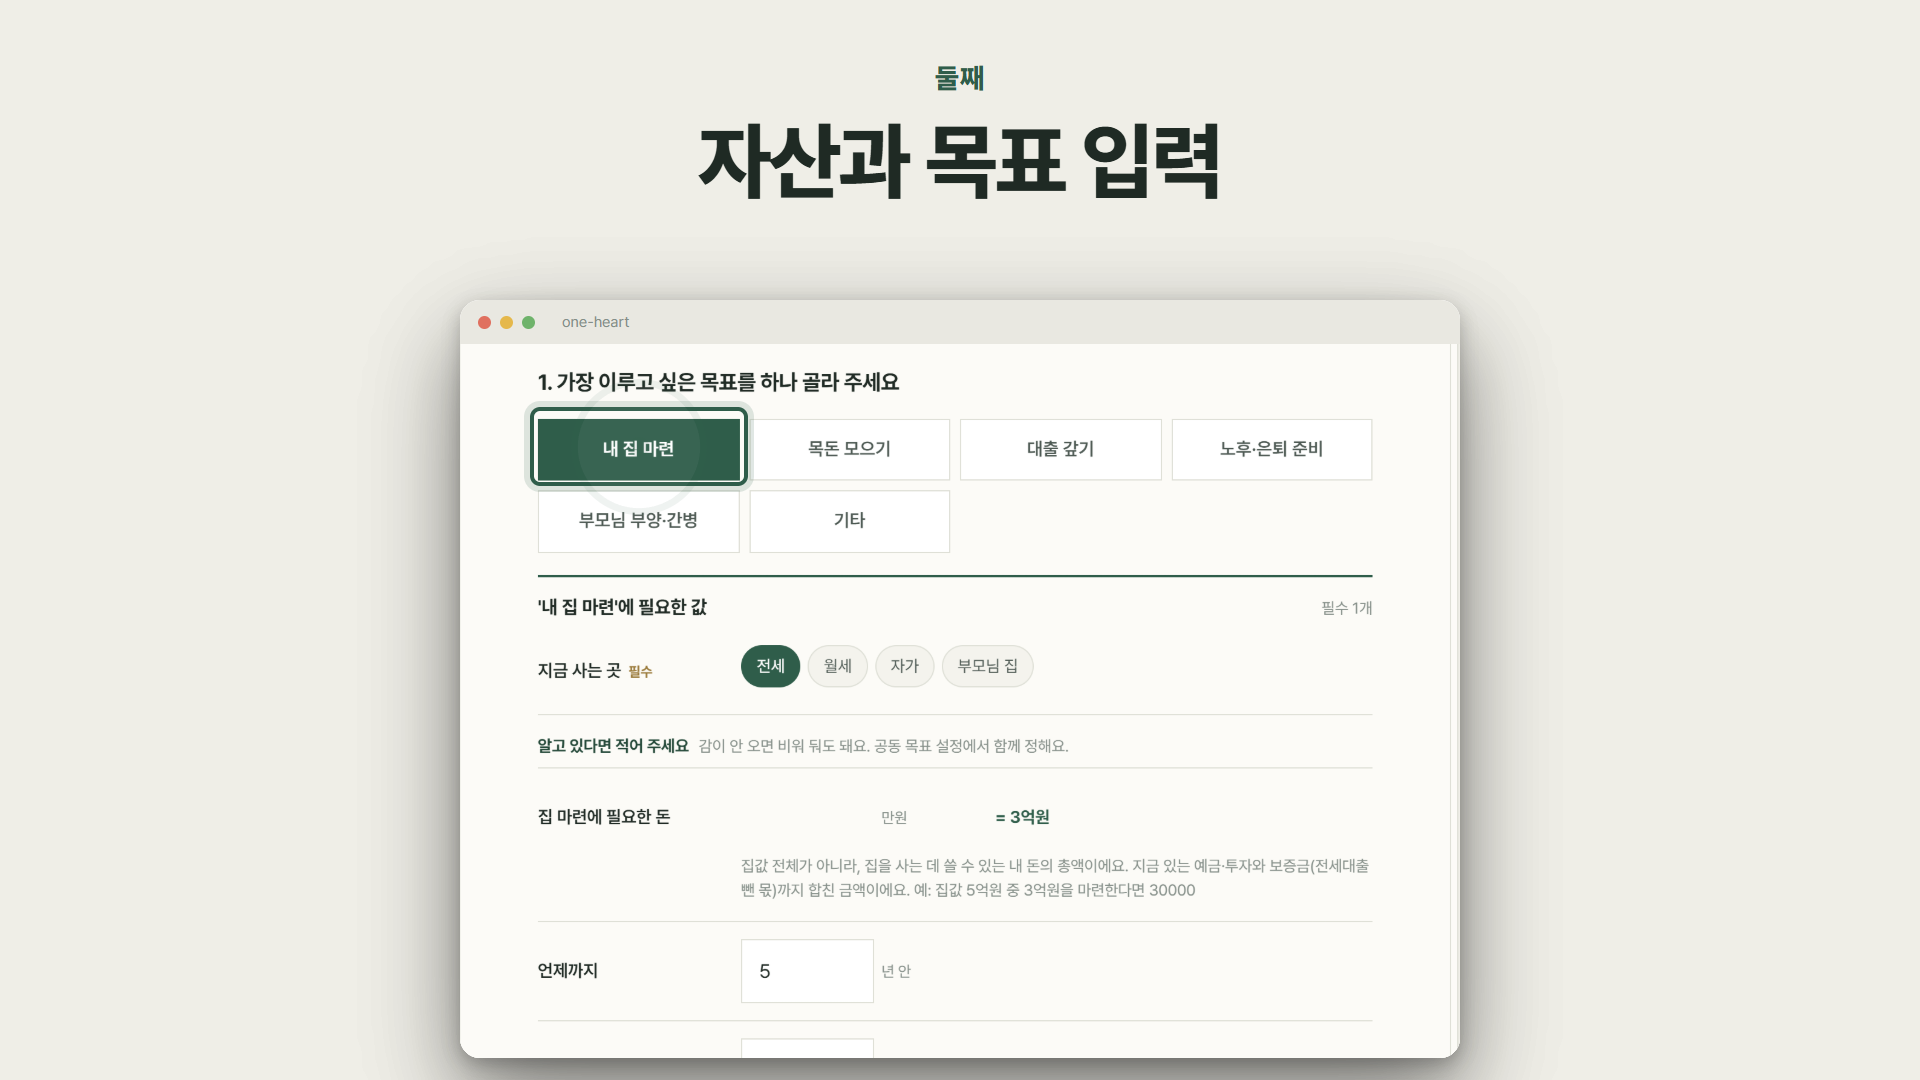 둘째
자산과 목표 입력
one-heart
1. 가장 이루고 싶은 목표를 하나 골라 주세요
내 집 마련
목돈 모으기
대출 갚기
노후·은퇴 준비
부모님 부양·간병
기타
'내 집 마련'에 필요한 값
필수 1개
지금 사는 곳 필수
전세
월세
자가
부모님 집
알고 있다면 적어 주세요 감이 안 오면 비워 둬도 돼요. 공동 목표 설정에서 함께 정해요.
집 마련에 필요한 돈
만원
= 3억원
집값 전체가 아니라, 집을 사는 데 쓸 수 있는 내 돈의 총액이에요. 지금 있는 예금·투자와 보증금(전세대출
뺀 몫)까지 합친 금액이에요. 예: 집값 5억원 중 3억원을 마련한다면 30000
언제까지
5
년 안